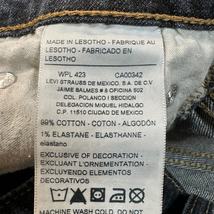 MADE IN LESOTHO - FABRIQUE AU
LESOTHO - FABRICADO EN
LESOTHO
WPL 423 CA00342
LEVI STRAUSS DE MEXICO, S.A. DE C.V.
JAIME BALMES # 8 OFICINA 502
COL. POLANCO I SECCION
DELEGACION MIGUEL HIDALGO
C.P. 11510 CIUDAD DE MEXICO
99% COTTON - COTON - ALGODÓN
1% ELASTANE - ELASTHANNE -
elastano
EXCLUSIVE OF DECORATION -
EXCLUANT LA DÉCORATION -
EXCLUYENDO ELEMENTOS
DECORATIVOS
MACHINE WASH COLD. DO NOT